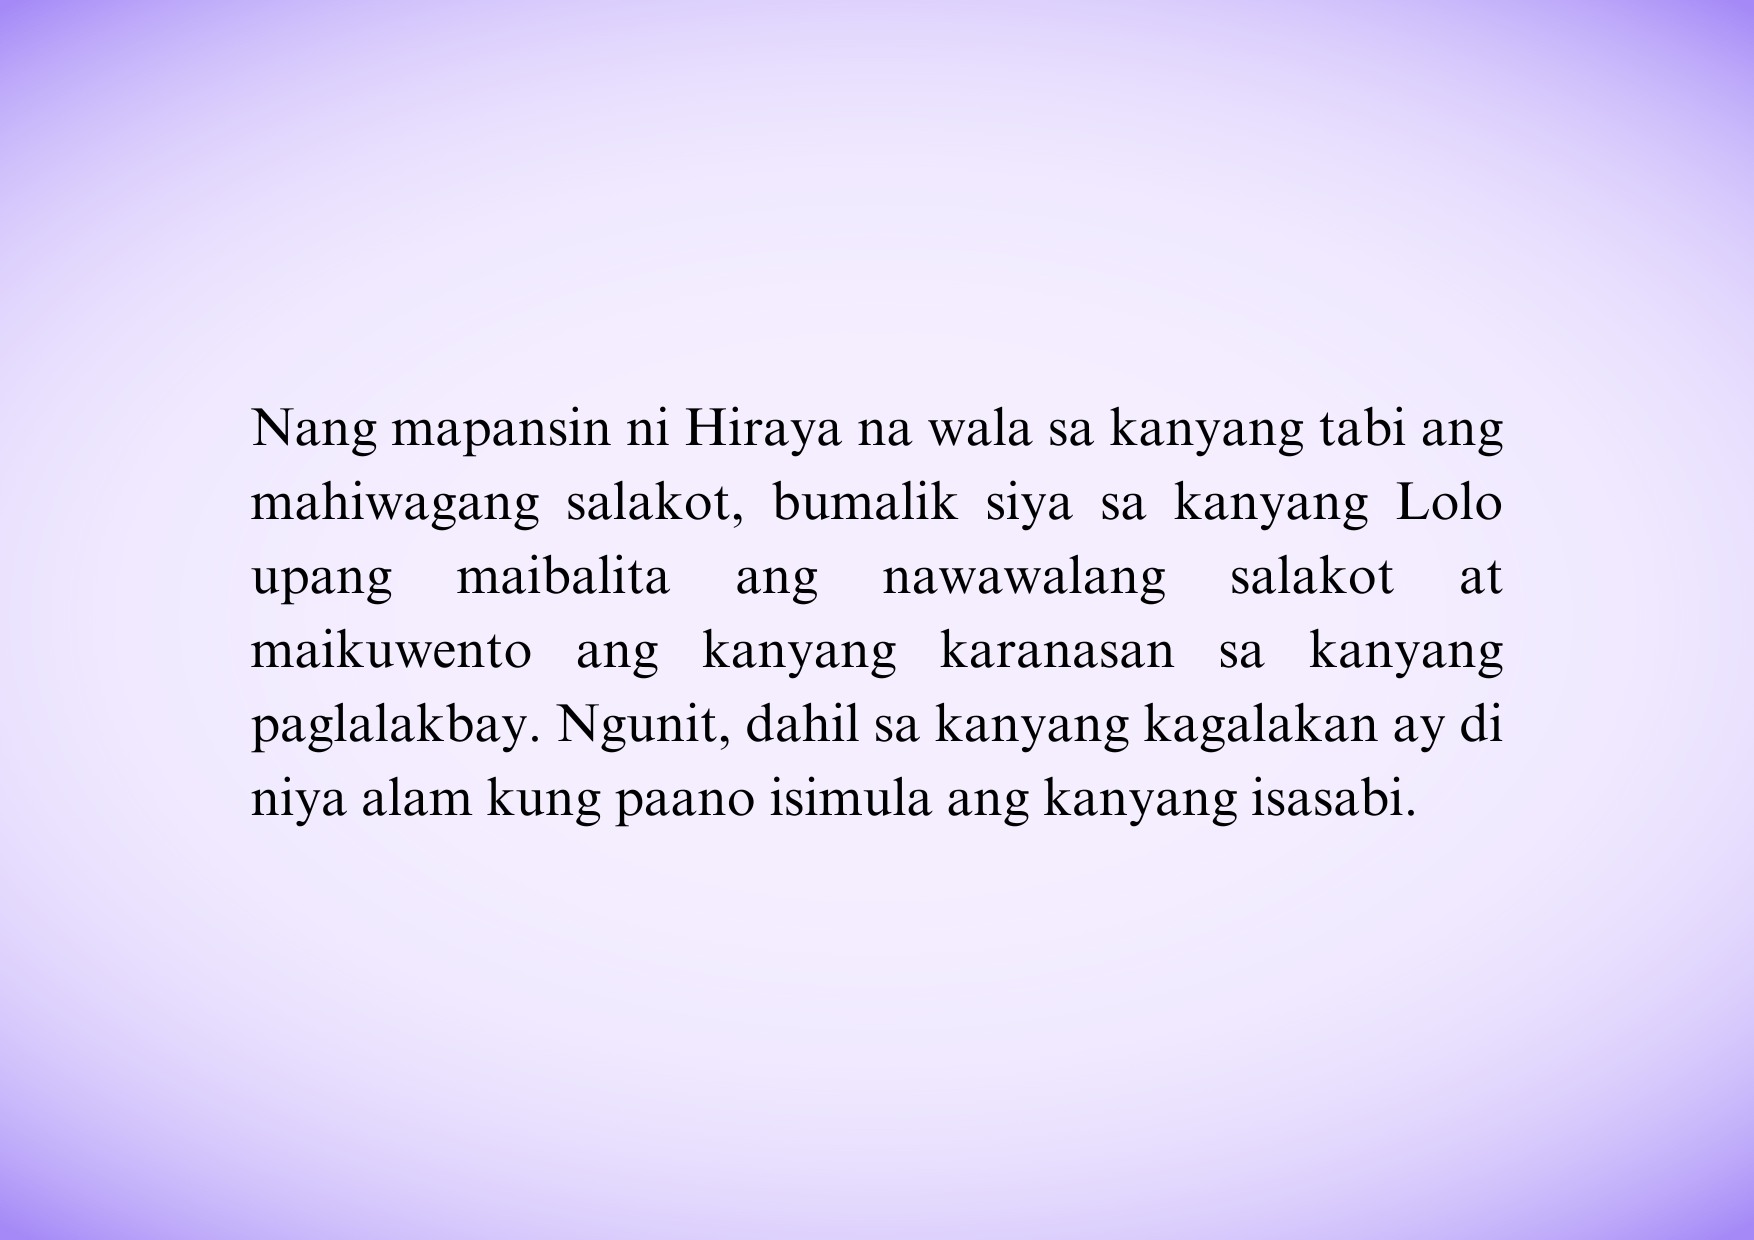 Nang mapansin ni Hiraya na wala sa kanyang tabi ang
mahiwagang salakot, bumalik siya sa kanyang Lolo
upang maibalita ang nawawalang salakot at
maikuwento ang kanyang karanasan sa kanyang
paglalakbay. Ngunit, dahil sa kanyang kagalakan ay di
niya alam kung paano isimula ang kanyang isasabi.